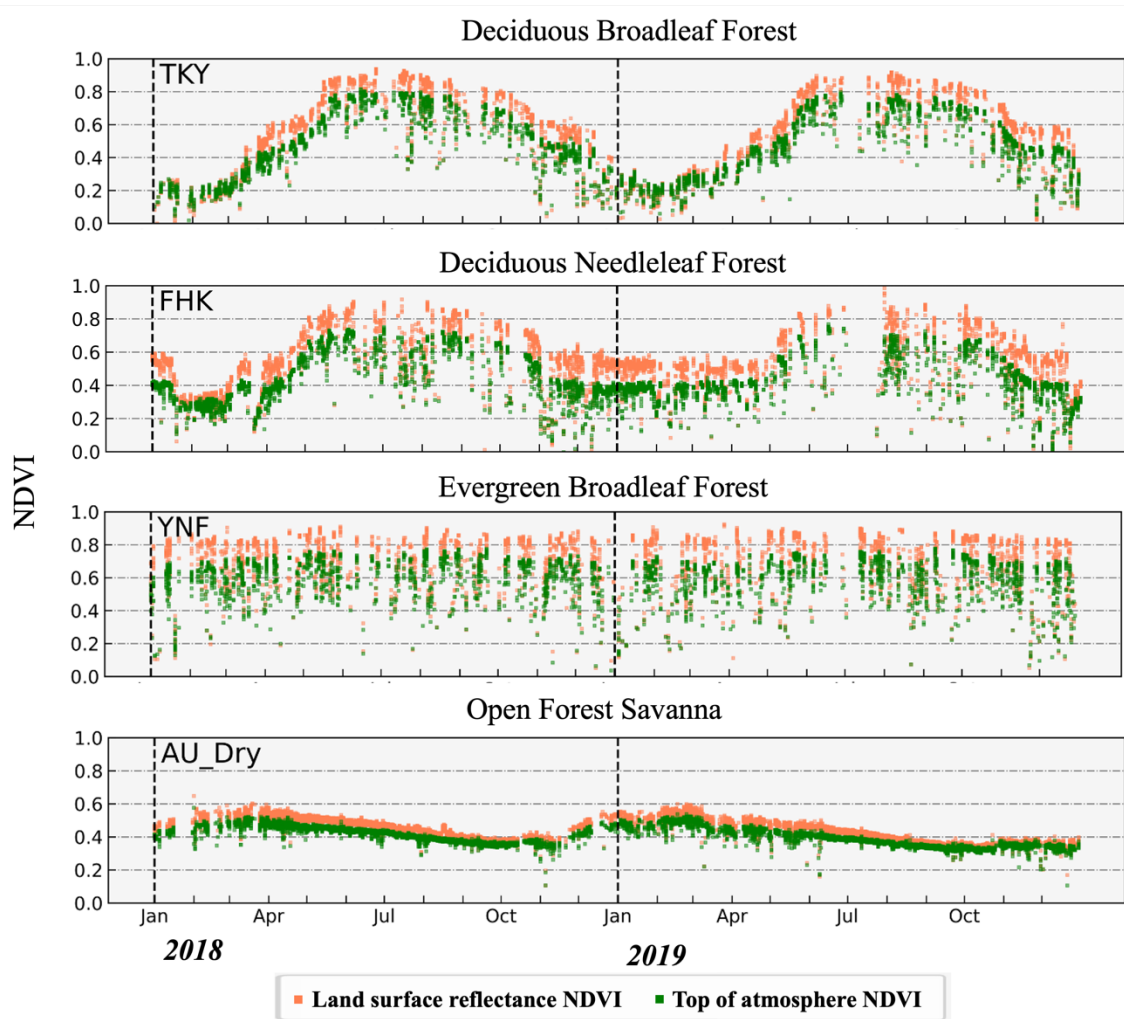 Deciduous Broadleaf Forest
TKY
1.0
0.8
0.6
0.4
0.2
0.0
Deciduous Needleleaf Forest
FHK
1.0
0.8
0.6
0.4
0.2
0.0
NDVI
Evergreen Broadleaf Forest
YNF
1.0
0.8
0.6
0.4
0.2
0.0
Open Forest Savanna
AU_Dry
1.0
0.8
0.6
0.4
0.2
0.0
Jan Apr Jul Oct Jan Apr Jul Oct
2018 2019
Land surface reflectance NDVI Top of atmosphere NDVI